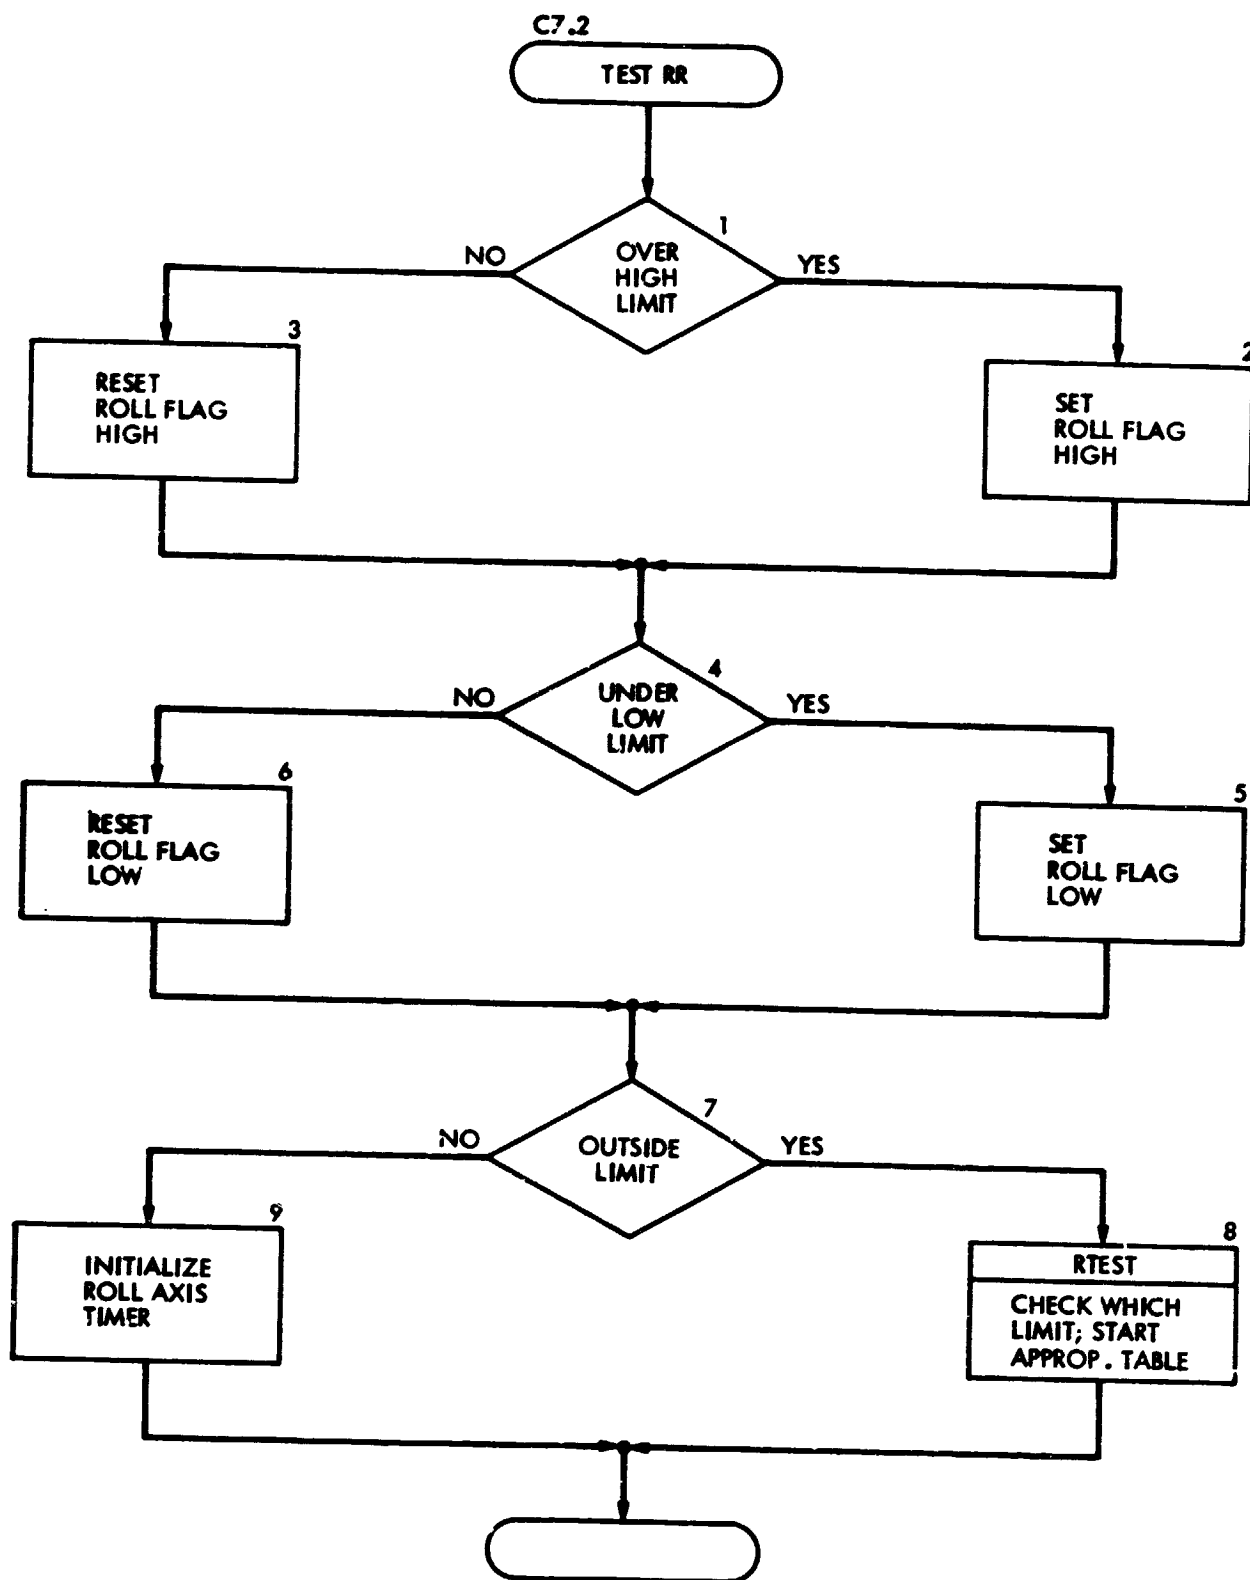 C7.2
TEST RR
1
OVER
HIGH
LIMIT
NO
YES
3
RESET
ROLL FLAG
HIGH
2
SET
ROLL FLAG
HIGH
4
UNDER
LOW
LIMIT
NO
YES
6
RESET
ROLL FLAG
LOW
5
SET
ROLL FLAG
LOW
7
OUTSIDE
LIMIT
NO
YES
9
INITIALIZE
ROLL AXIS
TIMER
8
RTEST
CHECK WHICH
LIMIT; START
APPROP. TABLE